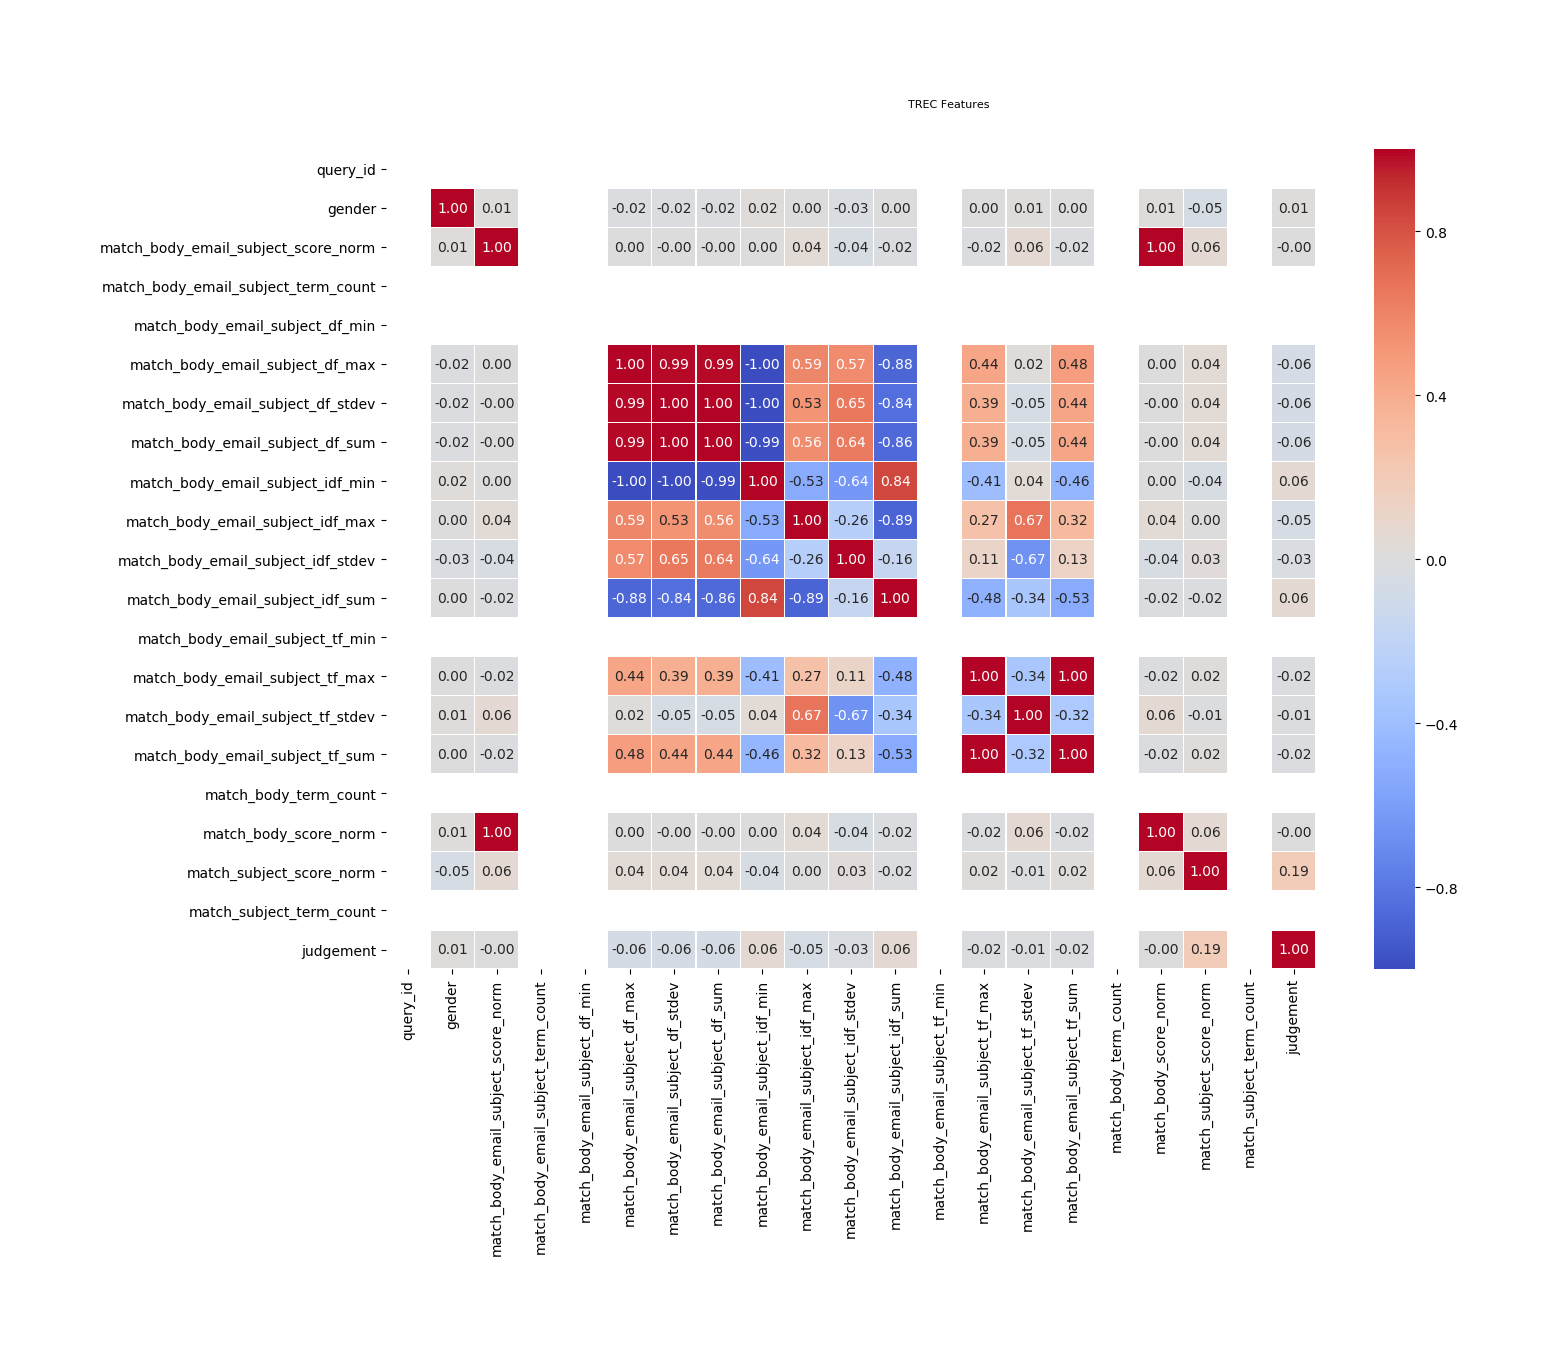 TREC Features
query_id
gender 1.00 0.01 -0.02 -0.02 -0.02 0.02 0.00 -0.03 0.00 0.00 0.01 0.00 0.01 -0.05 0.01
match_body_email_subject_score_norm 0.01 1.00 0.00 -0.00 -0.00 0.00 0.04 -0.04 -0.02 -0.02 0.06 -0.02 1.00 0.06 -0.00
match_body_email_subject_term_count
match_body_email_subject_df_min
match_body_email_subject_df_max -0.02 0.00 1.00 0.99 0.99 -1.00 0.59 0.57 -0.88 0.44 0.02 0.48 0.00 0.04 -0.06
match_body_email_subject_df_stdev -0.02 -0.00 0.99 1.00 1.00 -1.00 0.53 0.65 -0.84 0.39 -0.05 0.44 -0.00 0.04 -0.06
match_body_email_subject_df_sum -0.02 -0.00 0.99 1.00 1.00 -0.99 0.56 0.64 -0.86 0.39 -0.05 0.44 -0.00 0.04 -0.06
match_body_email_subject_idf_min 0.02 0.00 -1.00 -1.00 -0.99 1.00 -0.53 -0.64 0.84 -0.41 0.04 -0.46 0.00 -0.04 0.06
match_body_email_subject_idf_max 0.00 0.04 0.59 0.53 0.56 -0.53 1.00 -0.26 -0.89 0.27 0.67 0.32 0.04 0.00 -0.05
match_body_email_subject_idf_stdev -0.03 -0.04 0.57 0.65 0.64 -0.64 -0.26 1.00 -0.16 0.11 -0.67 0.13 -0.04 0.03 -0.03
match_body_email_subject_idf_sum 0.00 -0.02 -0.88 -0.84 -0.86 0.84 -0.89 -0.16 1.00 -0.48 -0.34 -0.53 -0.02 -0.02 0.06
match_body_email_subject_tf_min
match_body_email_subject_tf_max 0.00 -0.02 0.44 0.39 0.39 -0.41 0.27 0.11 -0.48 1.00 -0.34 1.00 -0.02 0.02 -0.02
match_body_email_subject_tf_stdev 0.01 0.06 0.02 -0.05 -0.05 0.04 0.67 -0.67 -0.34 -0.34 1.00 -0.32 0.06 -0.01 -0.01
match_body_email_subject_tf_sum 0.00 -0.02 0.48 0.44 0.44 -0.46 0.32 0.13 -0.53 1.00 -0.32 1.00 -0.02 0.02 -0.02
match_body_term_count
match_body_score_norm 0.01 1.00 0.00 -0.00 -0.00 0.00 0.04 -0.04 -0.02 -0.02 0.06 -0.02 1.00 0.06 -0.00
match_subject_score_norm -0.05 0.06 0.04 0.04 0.04 -0.04 0.00 0.03 -0.02 0.02 -0.01 0.02 0.06 1.00 0.19
match_subject_term_count
judgement 0.01 -0.00 -0.06 -0.06 -0.06 0.06 -0.05 -0.03 0.06 -0.02 -0.01 -0.02 -0.00 0.19 1.00
query_id
gender
match_body_email_subject_score_norm
match_body_email_subject_term_count
match_body_email_subject_df_min
match_body_email_subject_df_max
match_body_email_subject_df_stdev
match_body_email_subject_df_sum
match_body_email_subject_idf_min
match_body_email_subject_idf_max
match_body_email_subject_idf_stdev
match_body_email_subject_idf_sum
match_body_email_subject_tf_min
match_body_email_subject_tf_max
match_body_email_subject_tf_stdev
match_body_email_subject_tf_sum
match_body_term_count
match_body_score_norm
match_subject_score_norm
match_subject_term_count
judgement
0.8
0.4
0.0
−0.4
−0.8